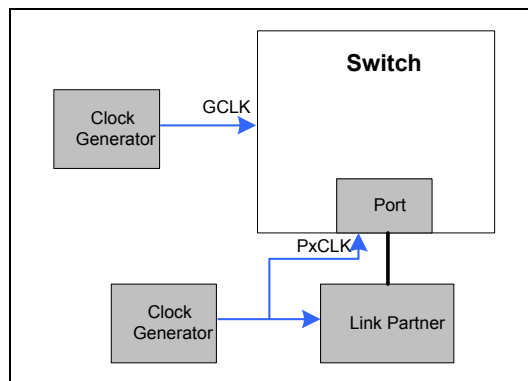 Switch
GCLK
Clock
Generator
Port
PxCLK
Clock
Generator
Link Partner